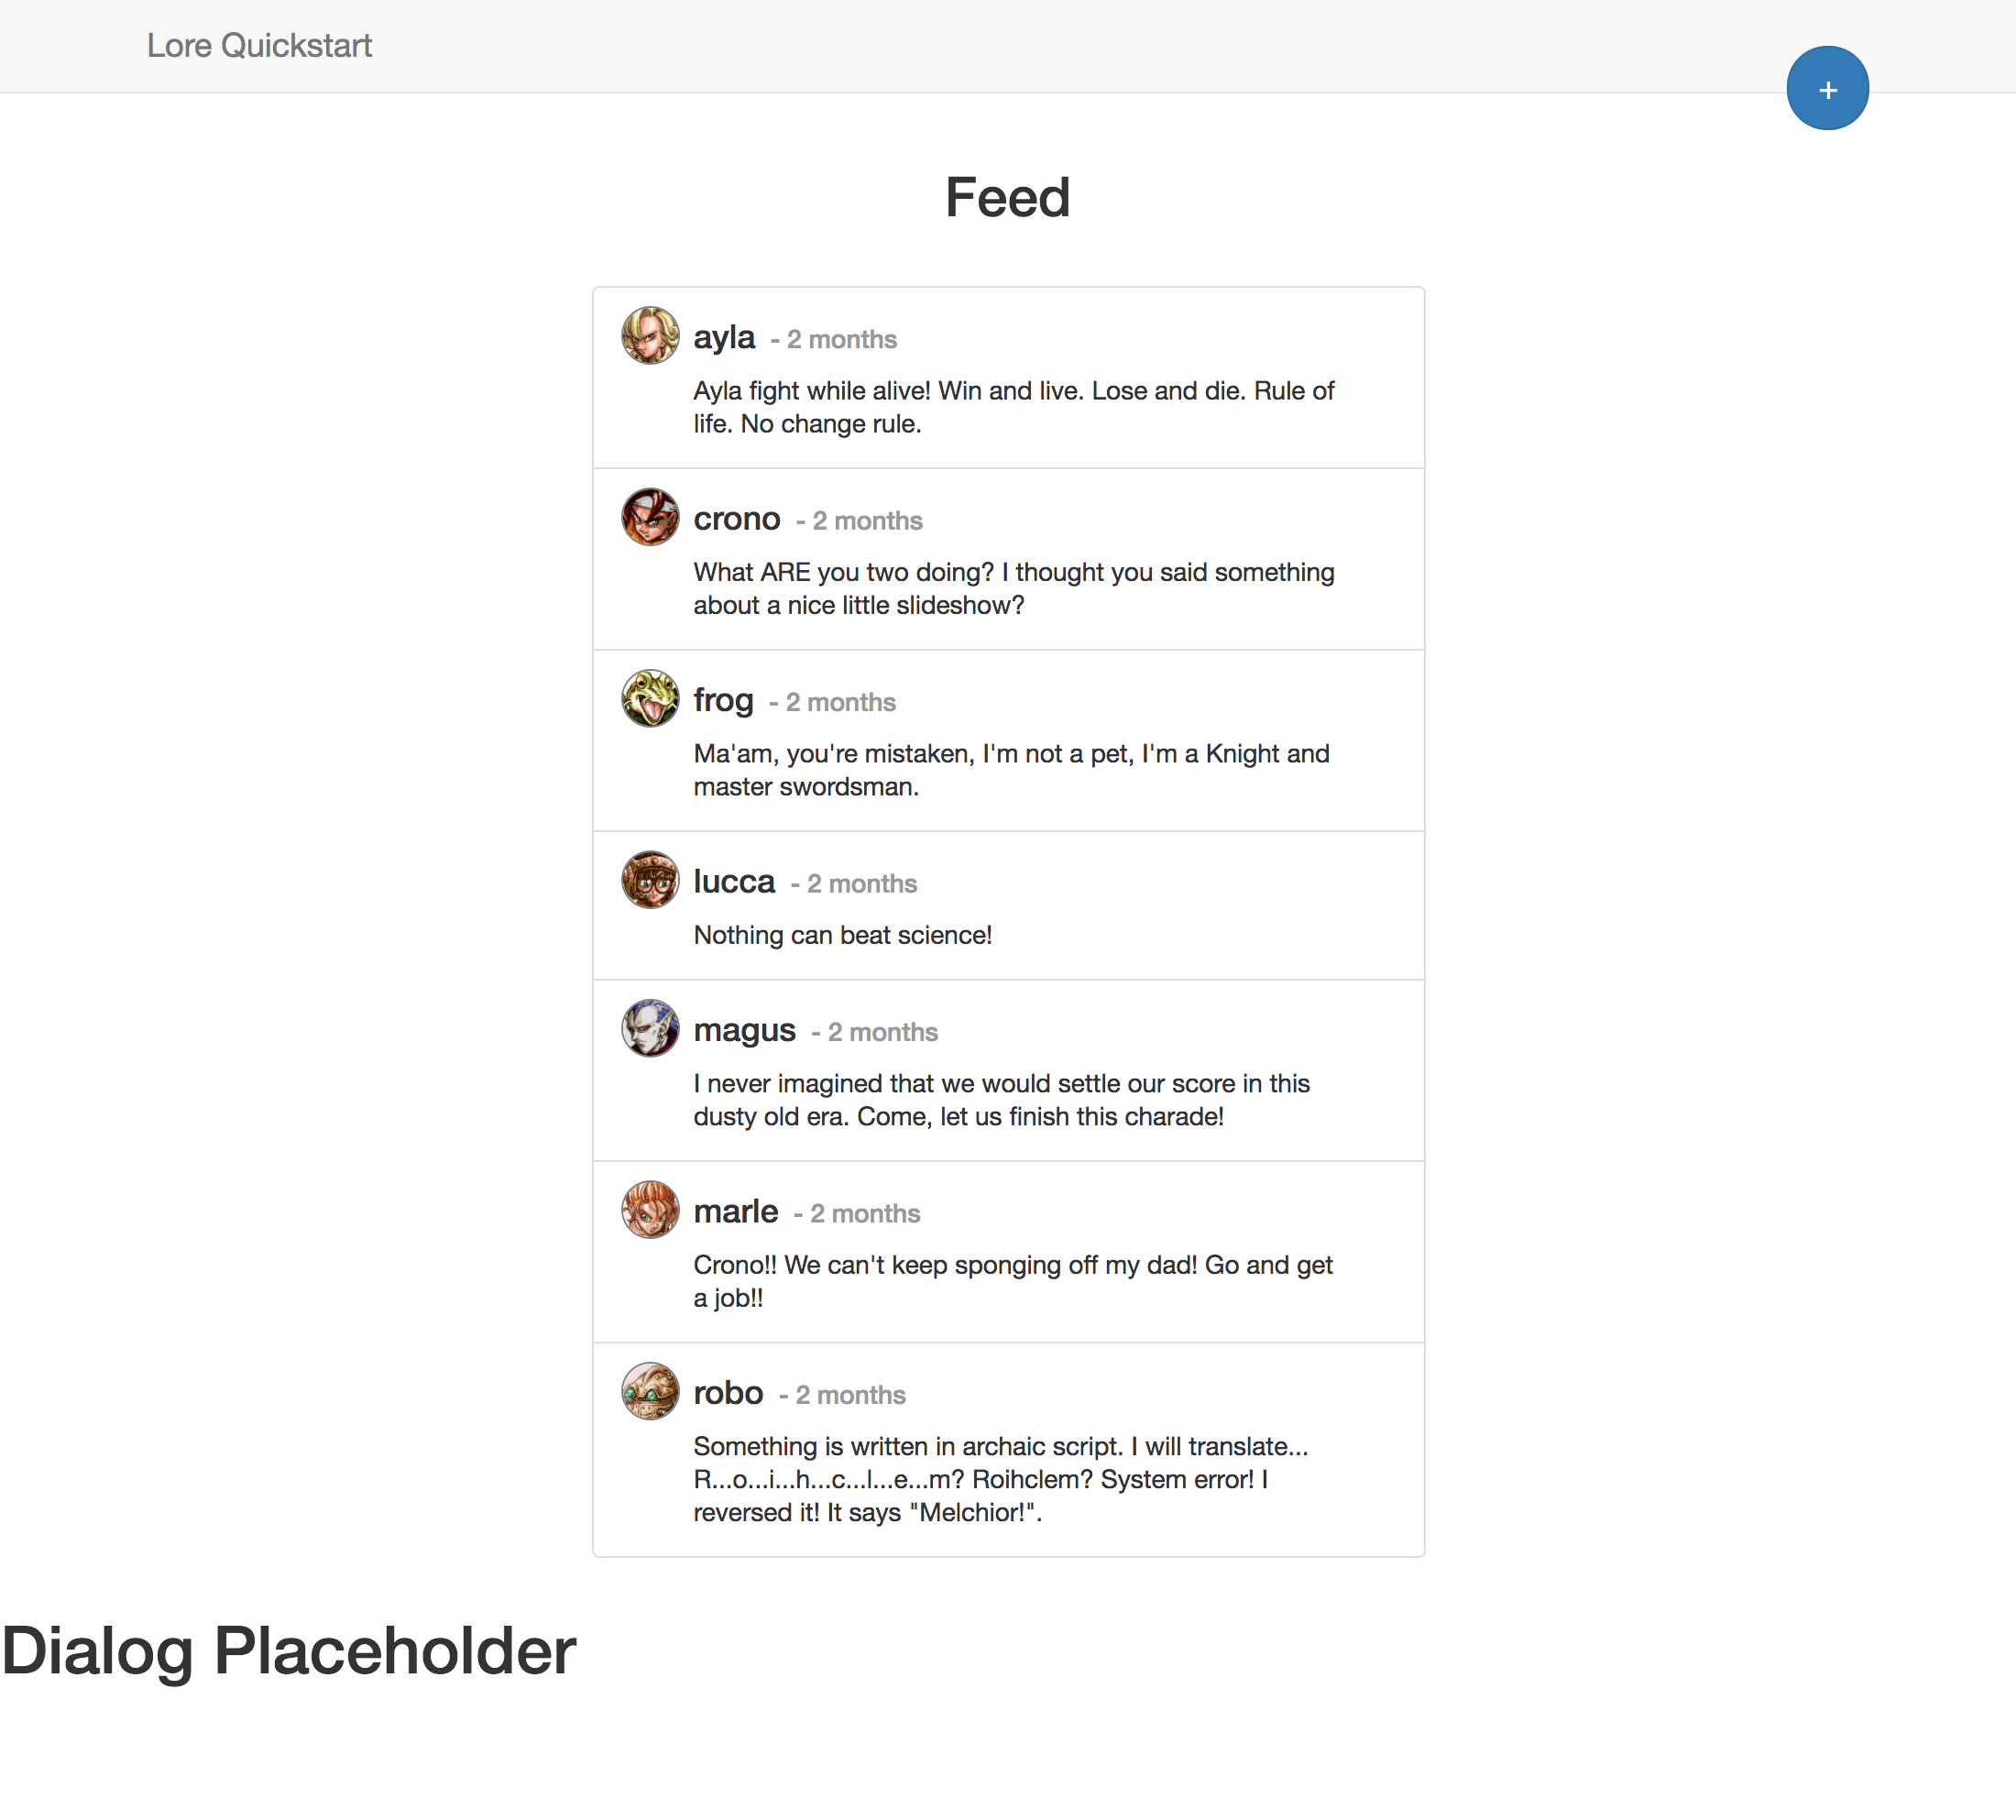 Lore Quickstart
+
Feed
ayla - 2 months
Ayla fight while alive! Win and live. Lose and die. Rule of
life. No change rule.
crono - 2 months
What ARE you two doing? I thought you said something
about a nice little slideshow?
frog - 2 months
Ma'am, you're mistaken, I'm not a pet, I'm a Knight and
master swordsman.
lucca - 2 months
Nothing can beat science!
magus - 2 months
I never imagined that we would settle our score in this
dusty old era. Come, let us finish this charade!
marle - 2 months
Crono!! We can't keep sponging off my dad! Go and get
a job!!
robo - 2 months
Something is written in archaic script. I will translate...
R...o...i...h...c...l...e...m? Roihclem? System error! I
reversed it! It says "Melchior!".
Dialog Placeholder